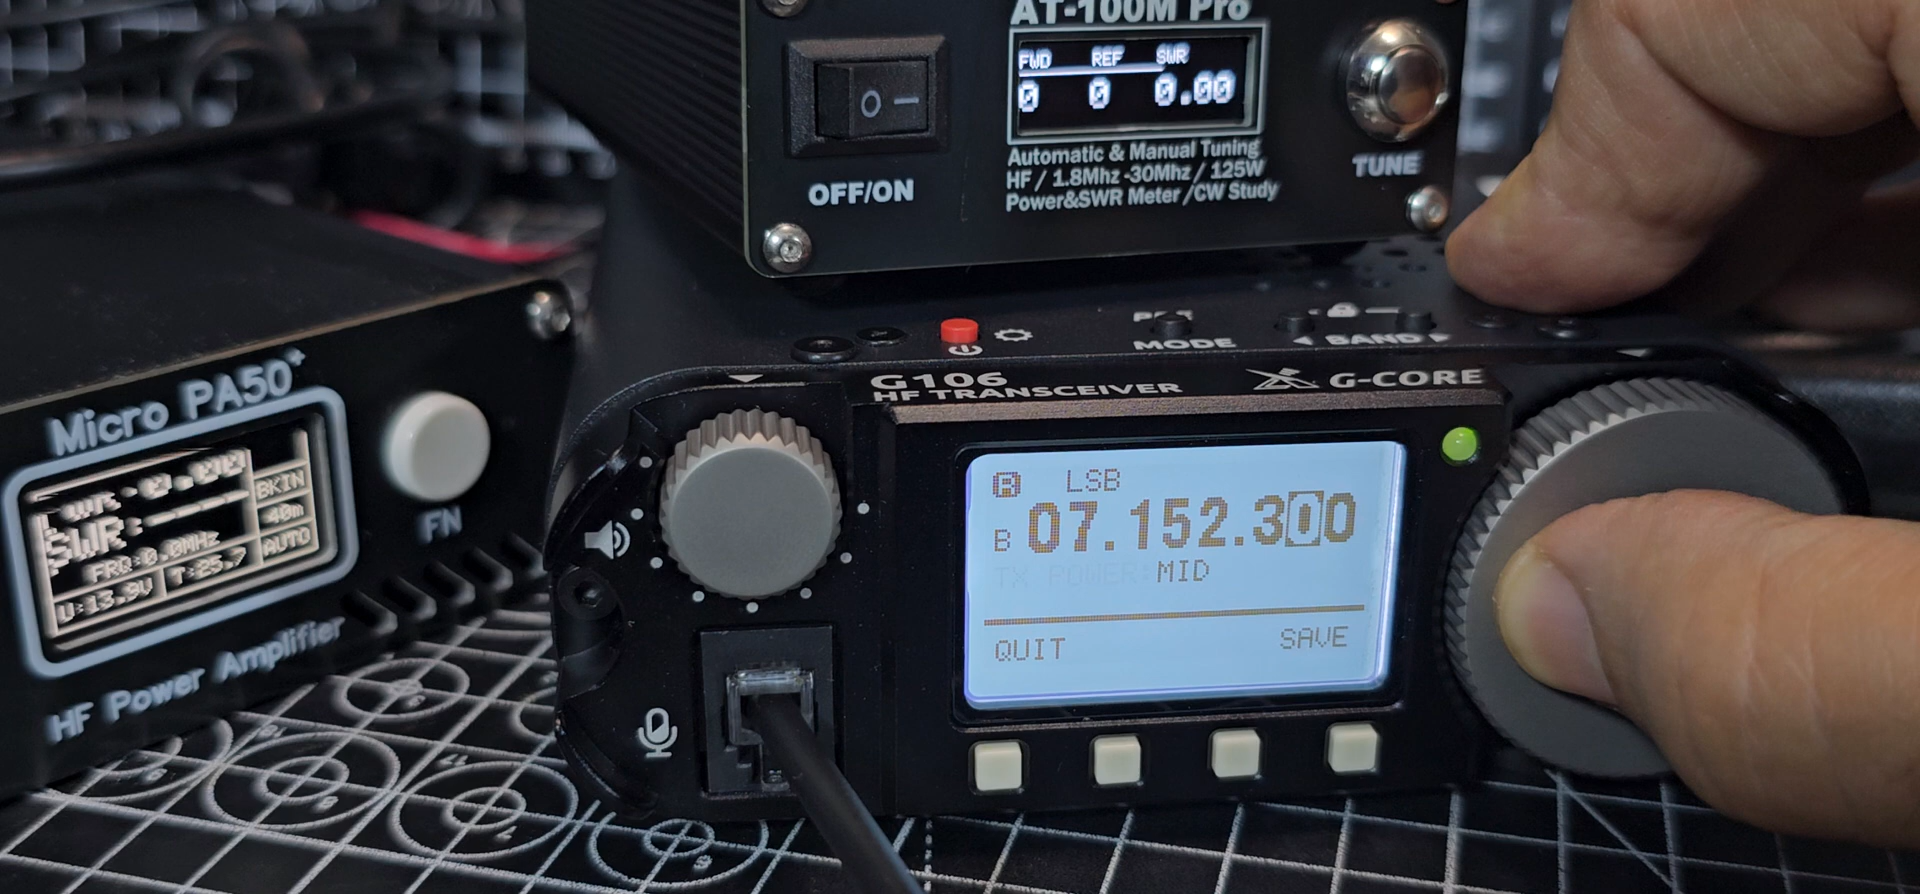 AT-100M Pro
FWD REF SWR
0 0 0.00
Automatic & Manual Tuning
HF / 1.8Mhz -30Mhz / 125W
Power&SWR Meter /CW Study
OFF/ON
TUNE
MODE
BAND
G106
HF TRANSCEIVER
G-CORE
R LSB
B 07.152.300
TX POWER:MID
QUIT SAVE
Micro PA50+
SWR:----
FRQ:0.0MHz
U:13.9V T:25.7
BKIN
40m
AUTO
FN
HF Power Amplifier